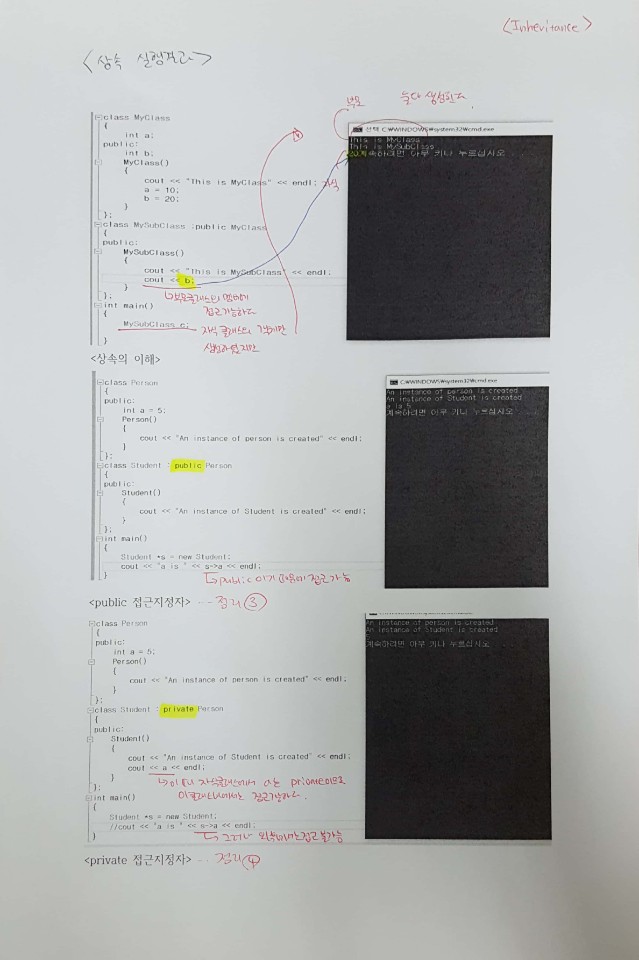 <Inheritance>
<상속 실행결과>
부모 둘다 생성한다.
class MyClass
{
int a;
public:
int b;
MyClass()
{
cout << "This is MyClass" << endl; 자식
a = 10;
b = 20;
}
};
class MySubClass :public MyClass
{
public:
MySubClass()
{
cout << "This is MySubClass" << endl;
cout << b;
}
};
↳부모클래스의 멤버에
접근가능하다
int main()
{
MySubClass c; 자식 클래스의 객체만
생성하였지만
}
선택 C:₩WINDOWS₩system32₩cmd.exe
This is MyClass
This is MySubClass
20계속하려면 아무 키나 누르십시오 . . .
<상속의 이해>
class Person
{
public:
int a = 5;
Person()
{
cout << "An instance of person is created" << endl;
}
};
class Student : public Person
{
public:
Student()
{
cout << "An instance of Student is created" << endl;
}
};
int main()
{
Student *s = new Student;
cout << "a is " << s->a << endl;
}
↳public 이기 때문에 접근가능
C:₩WINDOWS₩system32₩cmd.exe
An instance of person is created
An instance of Student is created
a is 5
계속하려면 아무 키나 누르십시오 . . .
<public 접근지정자> -- 정리 ③
class Person
{
public:
int a = 5;
Person()
{
cout << "An instance of person is created" << endl;
}
};
class Student : private Person
{
public:
Student()
{
cout << "An instance of Student is created" << endl;
cout << a << endl;
}
};
자식클래스에서 a는 private이므로
접근가능하다.
int main()
{
Student *s = new Student;
//cout << "a is " << s->a << endl;
}
↳ 그러나 외부에서는 접근 불가능
An instance of person is created
An instance of Student is created
계속하려면 아무 키나 누르십시오 . . .
<private 접근지정자> -- 정리 ④